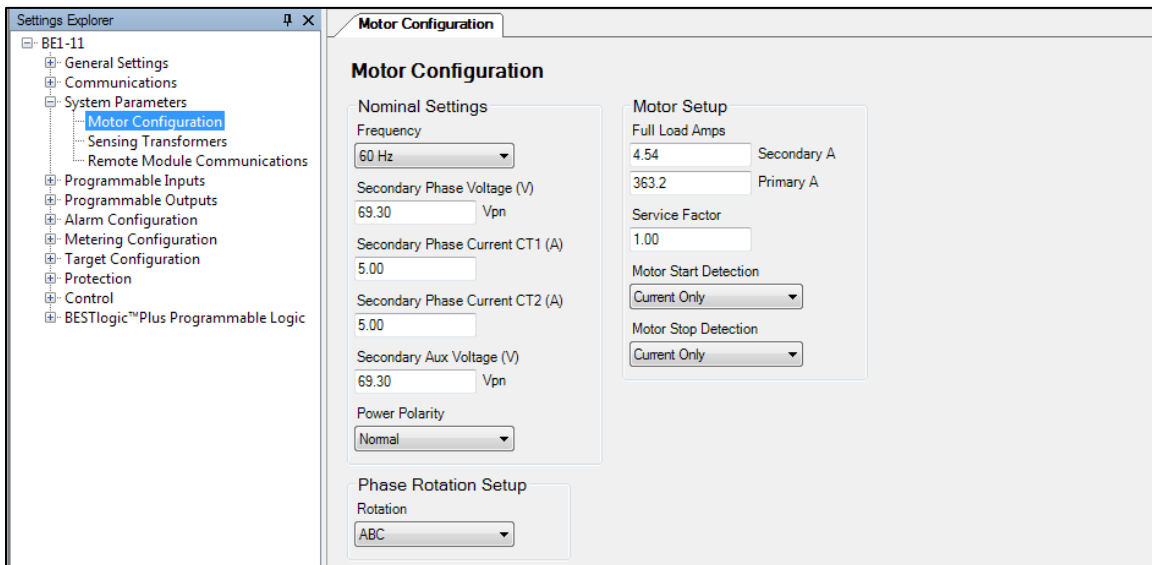 Settings Explorer
BE1-11
General Settings
Communications
System Parameters
Motor Configuration
Sensing Transformers
Remote Module Communications
Programmable Inputs
Programmable Outputs
Alarm Configuration
Metering Configuration
Target Configuration
Protection
Control
BESTlogic™Plus Programmable Logic
Motor Configuration
Motor Configuration
Nominal Settings
Frequency
60 Hz
Secondary Phase Voltage (V)
69.30 Vpn
Secondary Phase Current CT1 (A)
5.00
Secondary Phase Current CT2 (A)
5.00
Secondary Aux Voltage (V)
69.30 Vpn
Power Polarity
Normal
Phase Rotation Setup
Rotation
ABC
Motor Setup
Full Load Amps
4.54 Secondary A
363.2 Primary A
Service Factor
1.00
Motor Start Detection
Current Only
Motor Stop Detection
Current Only